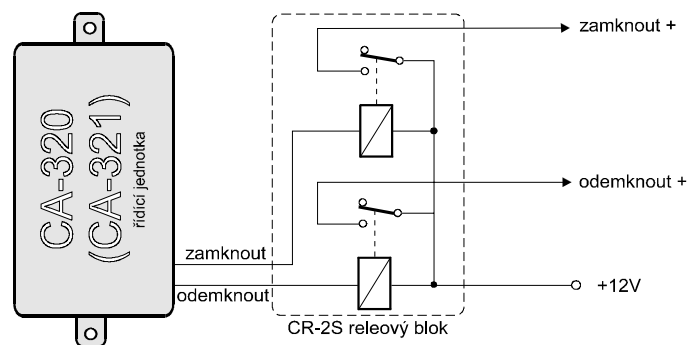 zamknout +
CA-320
(CA-321)
řídící jednotka
odemknout +
zamknout
odemknout
+12V
CR-2S releový blok